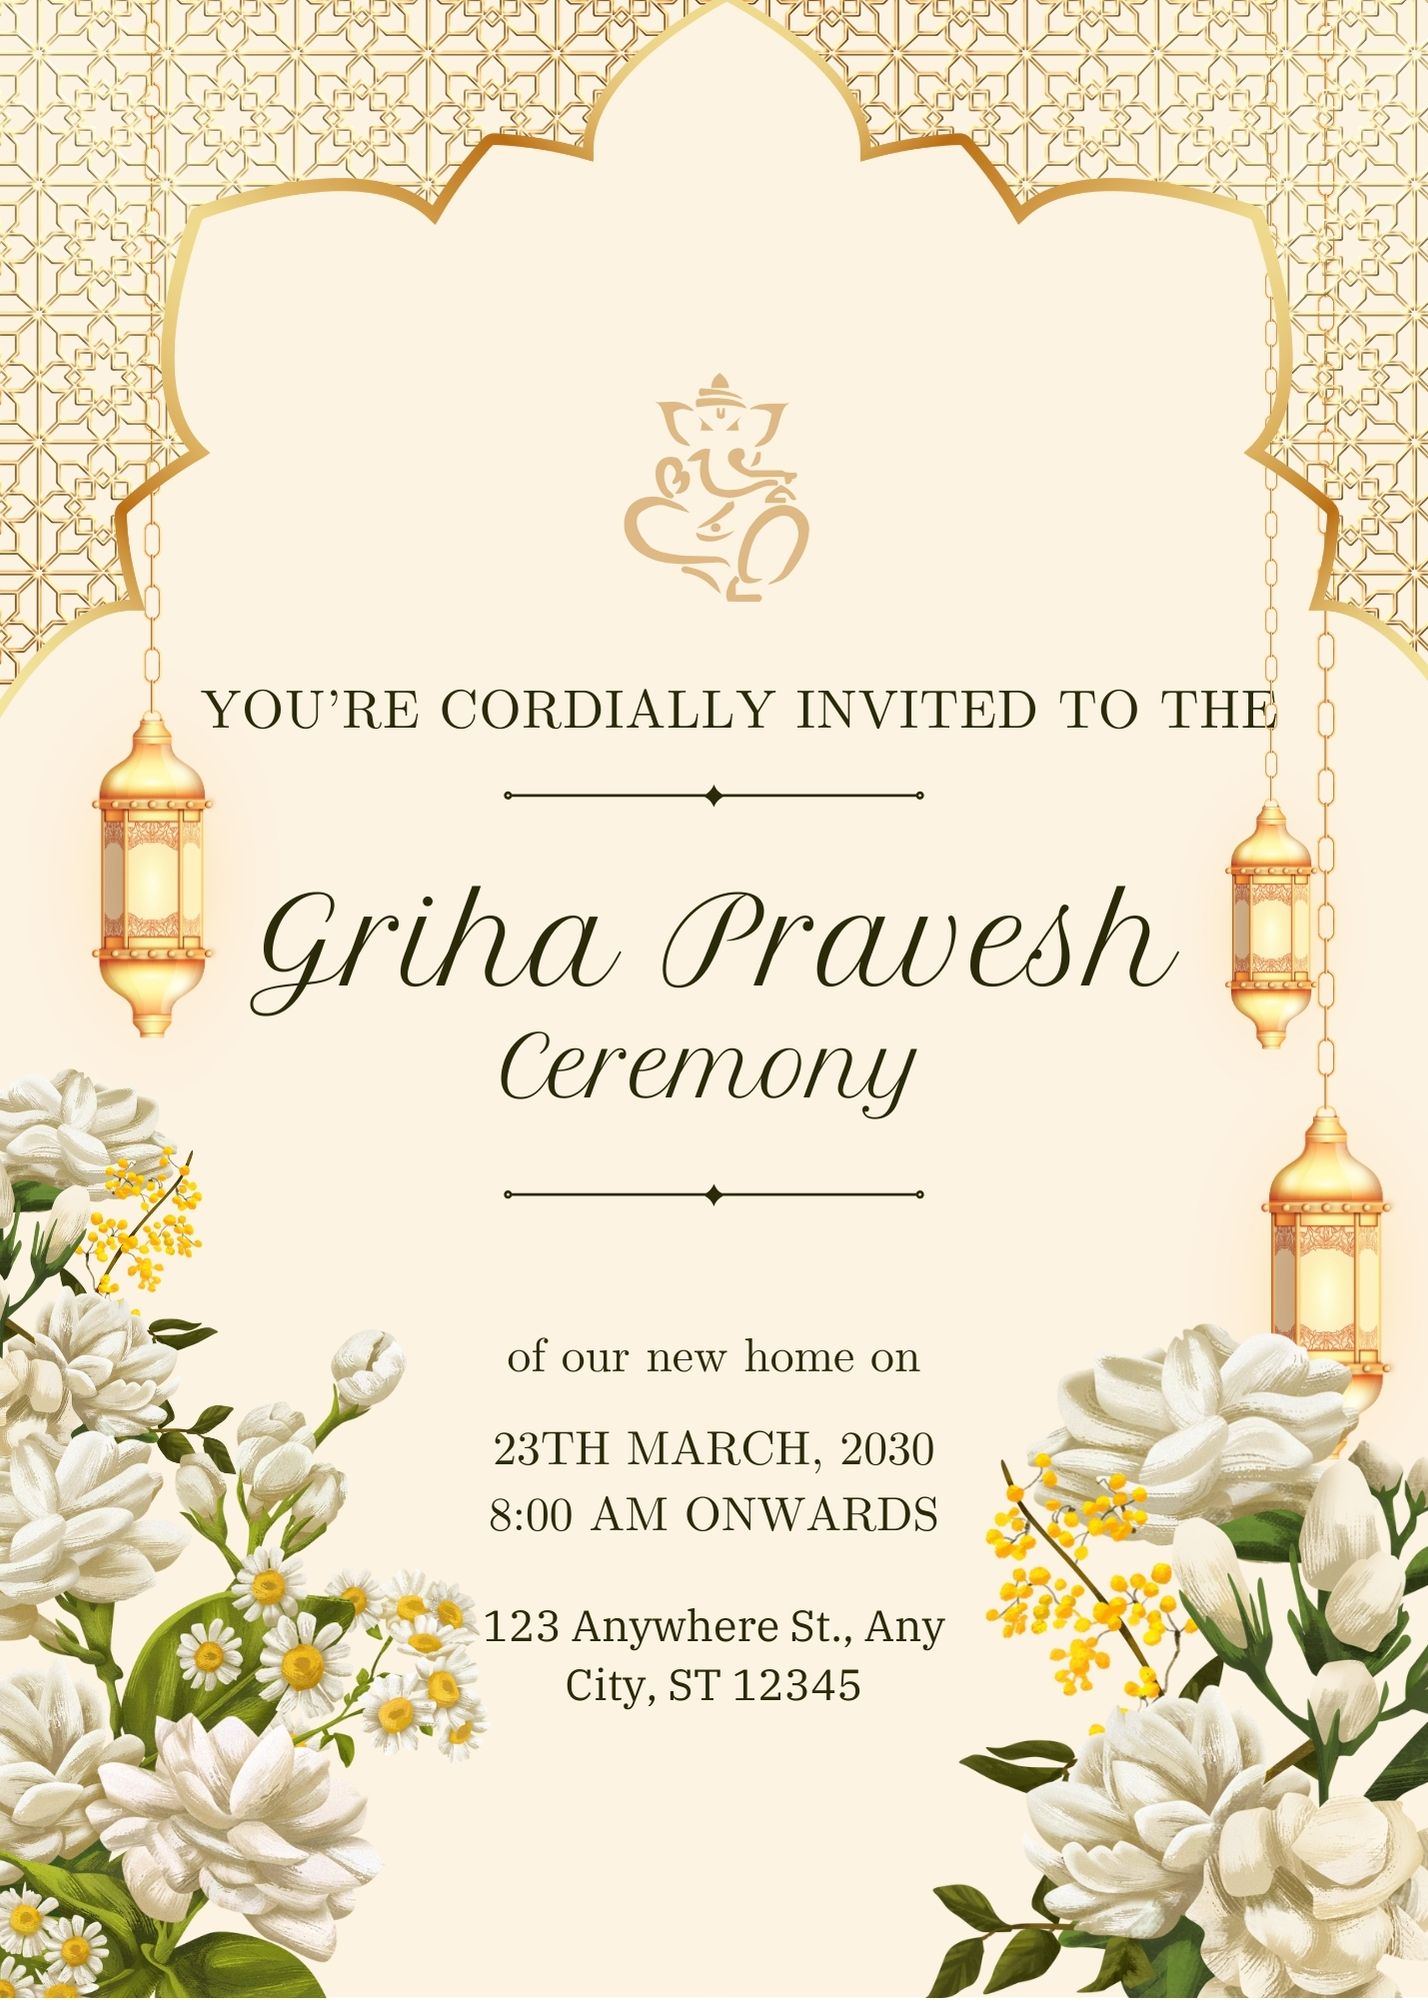 YOU’RE CORDIALLY INVITED TO THE
Griha Pravesh
Ceremony
of our new home on
23TH MARCH, 2030
8:00 AM ONWARDS
123 Anywhere St., Any
City, ST 12345